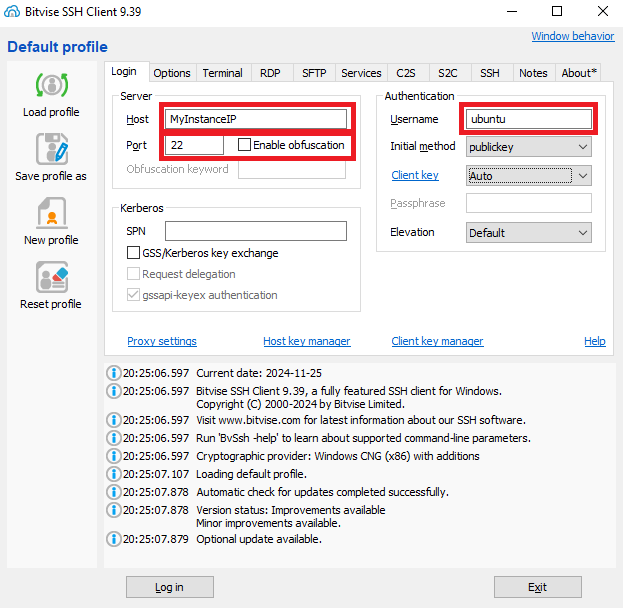 Bitvise SSH Client 9.39
Window behavior
Default profile
Load profile
Save profile as
New profile
Reset profile
Login Options Terminal RDP SFTP Services C2S S2C SSH Notes About*
Server
Host MyInstanceIP
Port 22 Enable obfuscation
Obfuscation keyword
Kerberos
SPN
GSS/Kerberos key exchange
Request delegation
gssapi-keyex authentication
Authentication
Username ubuntu
Initial method publickey
Client key Auto
Passphrase
Elevation Default
Proxy settings Host key manager Client key manager Help
20:25:06.597 Current date: 2024-11-25
20:25:06.597 Bitvise SSH Client 9.39, a fully featured SSH client for Windows.
Copyright (C) 2000-2024 by Bitvise Limited.
20:25:06.597 Visit www.bitvise.com for latest information about our SSH software.
20:25:06.597 Run 'BvSsh -help' to learn about supported command-line parameters.
20:25:06.597 Cryptographic provider: Windows CNG (x86) with additions
20:25:07.107 Loading default profile.
20:25:07.878 Automatic check for updates completed successfully.
20:25:07.878 Version status: Improvements available
Minor improvements available.
20:25:07.879 Optional update available.
Log in Exit